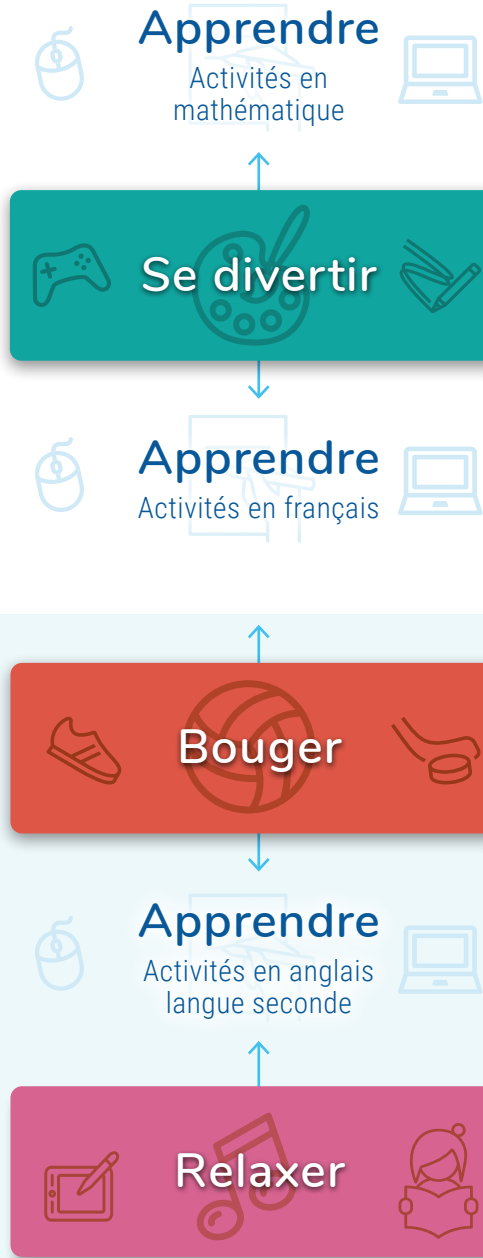 Apprendre
Activités en
mathématique
Se divertir
Apprendre
Activités en français
Bouger
Apprendre
Activités en anglais
langue seconde
Relaxer